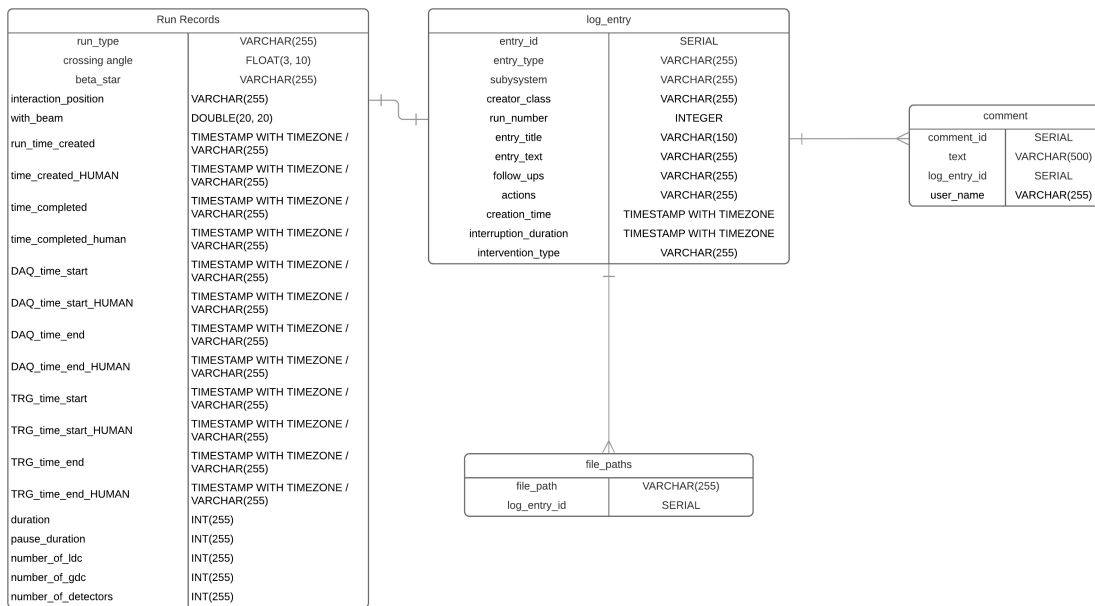 Run Records
run_type VARCHAR(255)
crossing angle FLOAT(3, 10)
beta_star VARCHAR(255)
interaction_position VARCHAR(255)
with_beam DOUBLE(20, 20)
run_time_created TIMESTAMP WITH TIMEZONE /
VARCHAR(255)
time_created_HUMAN TIMESTAMP WITH TIMEZONE /
VARCHAR(255)
time_completed TIMESTAMP WITH TIMEZONE /
VARCHAR(255)
time_completed_human TIMESTAMP WITH TIMEZONE /
VARCHAR(255)
DAQ_time_start TIMESTAMP WITH TIMEZONE /
VARCHAR(255)
DAQ_time_start_HUMAN TIMESTAMP WITH TIMEZONE /
VARCHAR(255)
DAQ_time_end TIMESTAMP WITH TIMEZONE /
VARCHAR(255)
DAQ_time_end_HUMAN TIMESTAMP WITH TIMEZONE /
VARCHAR(255)
TRG_time_start TIMESTAMP WITH TIMEZONE /
VARCHAR(255)
TRG_time_start_HUMAN TIMESTAMP WITH TIMEZONE /
VARCHAR(255)
TRG_time_end TIMESTAMP WITH TIMEZONE /
VARCHAR(255)
TRG_time_end_HUMAN TIMESTAMP WITH TIMEZONE /
VARCHAR(255)
duration INT(255)
pause_duration INT(255)
number_of_ldc INT(255)
number_of_gdc INT(255)
number_of_detectors INT(255)
log_entry
entry_id SERIAL
entry_type VARCHAR(255)
subysystem VARCHAR(255)
creator_class VARCHAR(255)
run_number INTEGER
entry_title VARCHAR(150)
entry_text VARCHAR(255)
follow_ups VARCHAR(255)
actions VARCHAR(255)
creation_time TIMESTAMP WITH TIMEZONE
interruption_duration TIMESTAMP WITH TIMEZONE
intervention_type VARCHAR(255)
comment
comment_id SERIAL
text VARCHAR(500)
log_entry_id SERIAL
user_name VARCHAR(255)
file_paths
file_path VARCHAR(255)
log_entry_id SERIAL